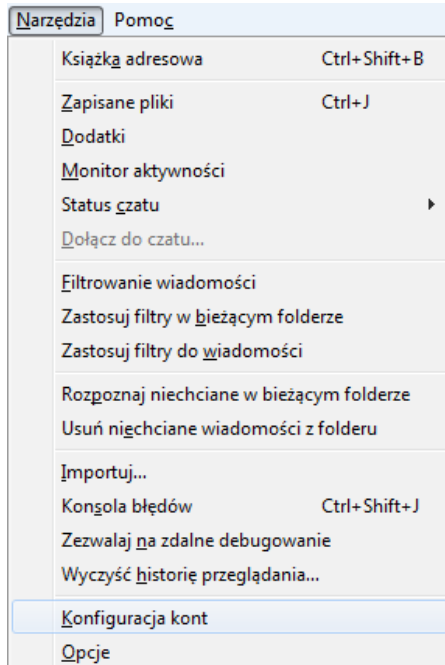 Narzędzia Pomoc
Książka adresowa Ctrl+Shift+B
Zapisane pliki Ctrl+J
Dodatki
Monitor aktywności
Status czatu
Dołącz do czatu...
Filtrowanie wiadomości
Zastosuj filtry w bieżącym folderze
Zastosuj filtry do wiadomości
Rozpoznaj niechciane w bieżącym folderze
Usuń niechciane wiadomości z folderu
Importuj...
Konsola błędów Ctrl+Shift+J
Zezwalaj na zdalne debugowanie
Wyczyść historię przeglądania...
Konfiguracja kont
Opcje